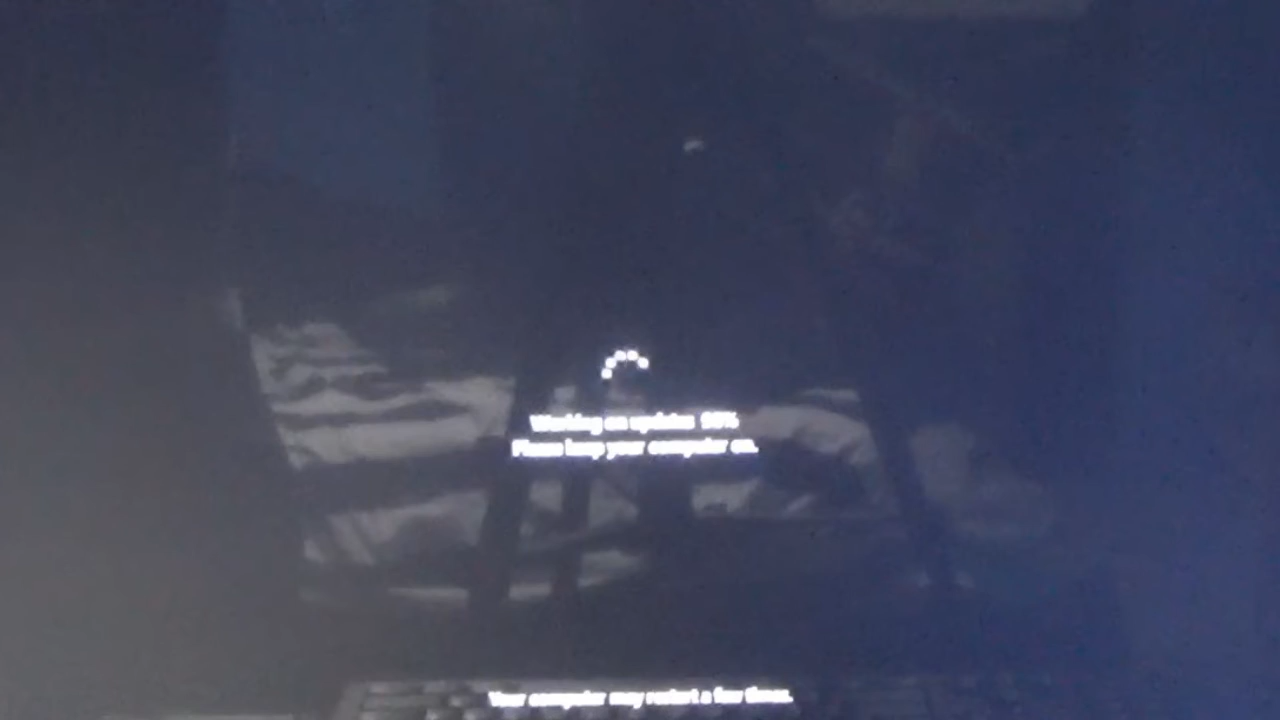 Working on updates
Please keep your computer on.
Your computer may restart a few times.